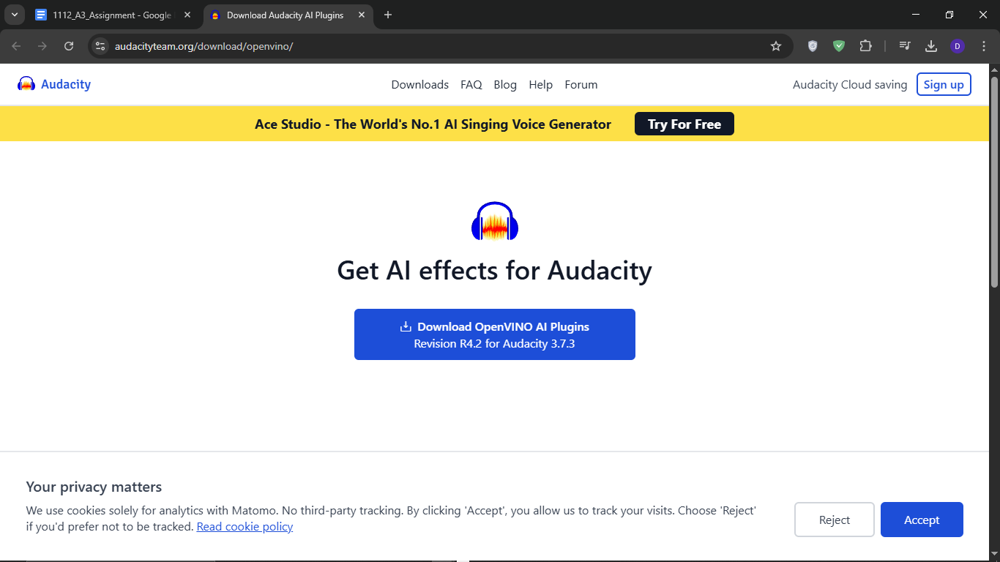 1112_A3_Assignment - Google
Download Audacity AI Plugins
audacityteam.org/download/openvino/
D
Audacity
Downloads FAQ Blog Help Forum
Audacity Cloud saving Sign up
Ace Studio - The World's No.1 AI Singing Voice Generator Try For Free
Get AI effects for Audacity
Download OpenVINO AI Plugins
Revision R4.2 for Audacity 3.7.3
Your privacy matters
We use cookies solely for analytics with Matomo. No third-party tracking. By clicking 'Accept', you allow us to track your visits. Choose 'Reject'
if you'd prefer not to be tracked. Read cookie policy
Reject Accept